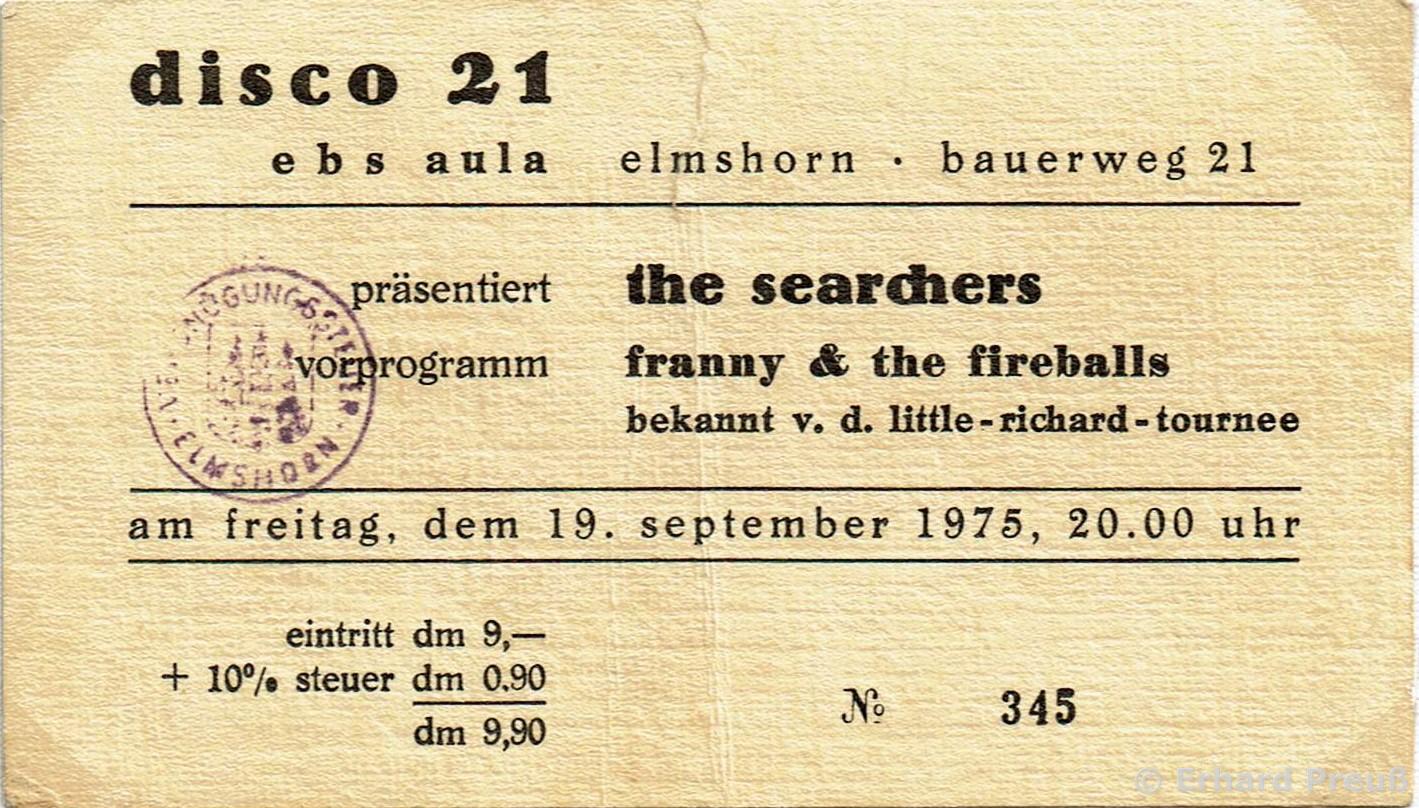 disco 21
ebs aula elmshorn · bauerweg 21
präsentiert the searchers
vorprogramm franny & the fireballs
bekannt v. d. little-richard-tournee
am freitag, dem 19. september 1975, 20.00 uhr
eintritt dm 9,—
+ 10% steuer dm 0.90
dm 9,90
№ 345
ELMSHORN
© Erhard Preuß